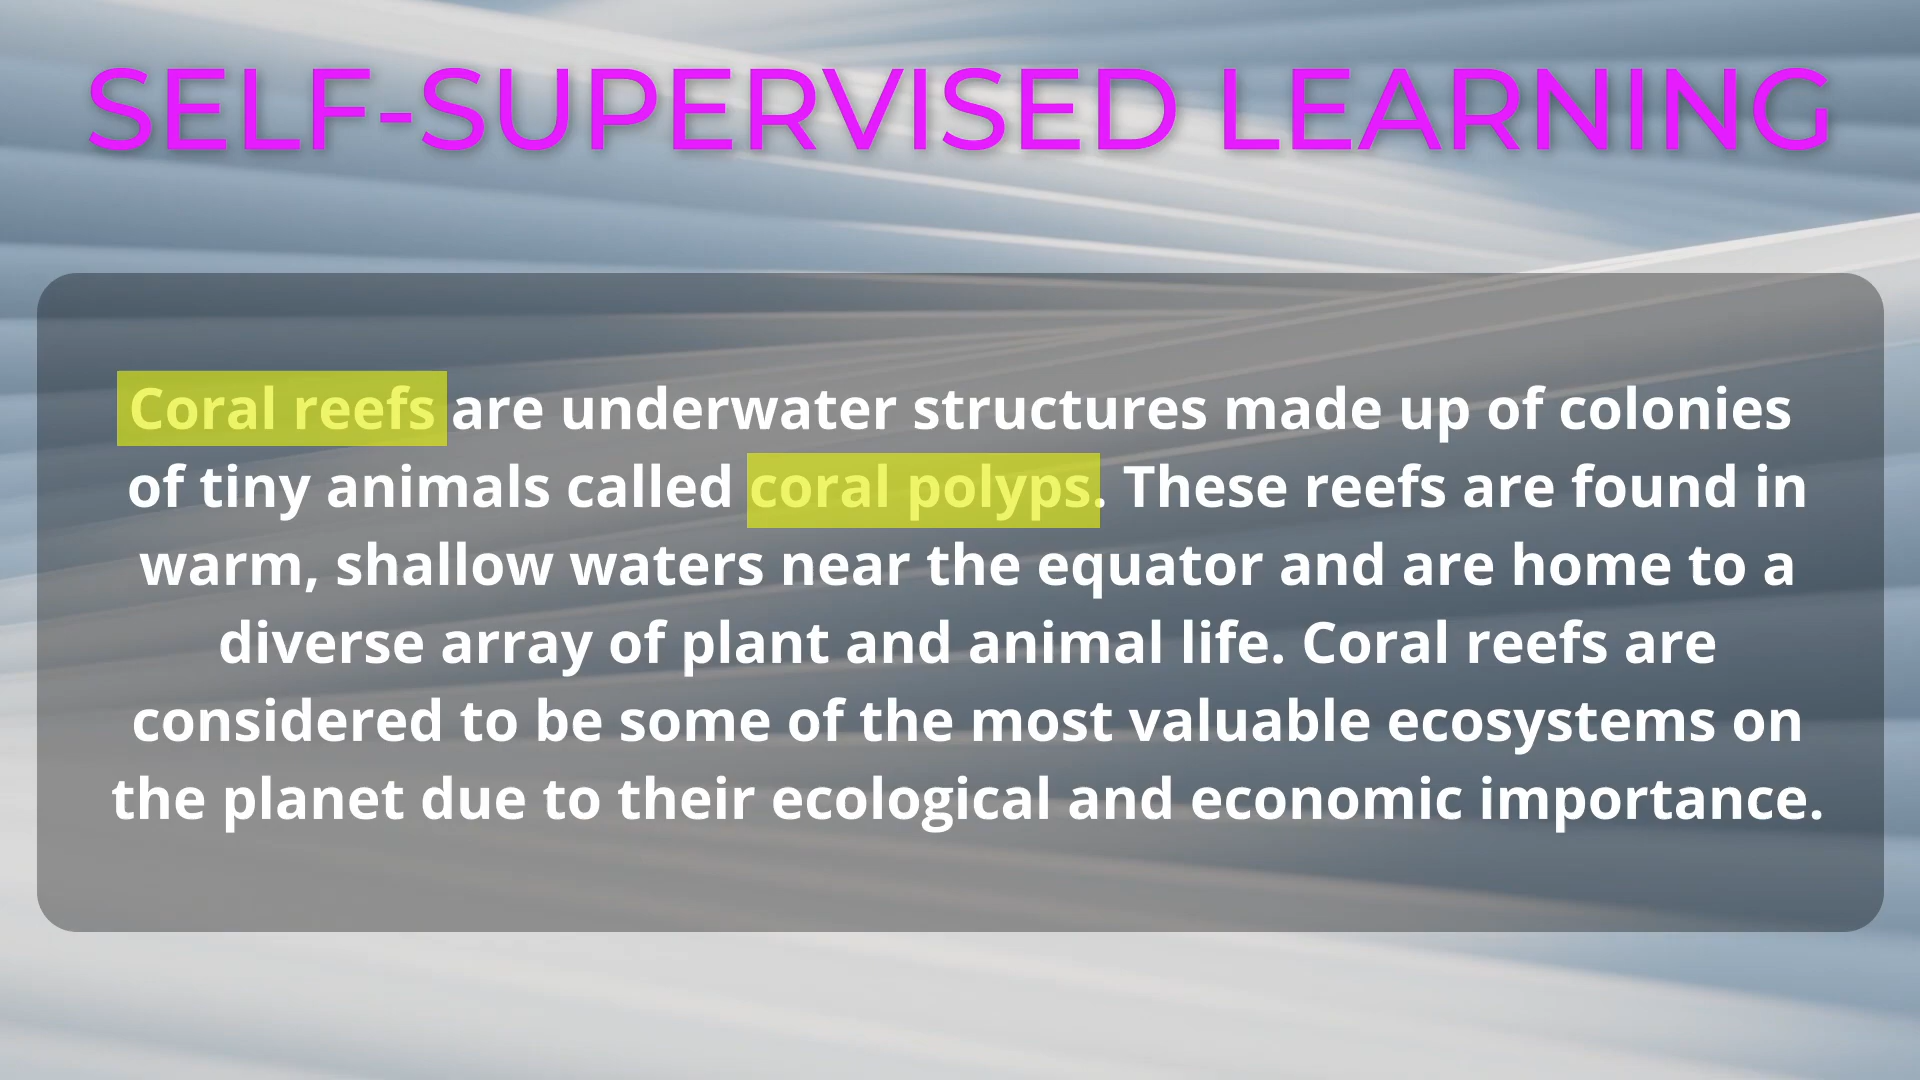 SELF-SUPERVISED LEARNING
Coral reefs are underwater structures made up of colonies
of tiny animals called coral polyps. These reefs are found in
warm, shallow waters near the equator and are home to a
diverse array of plant and animal life. Coral reefs are
considered to be some of the most valuable ecosystems on
the planet due to their ecological and economic importance.